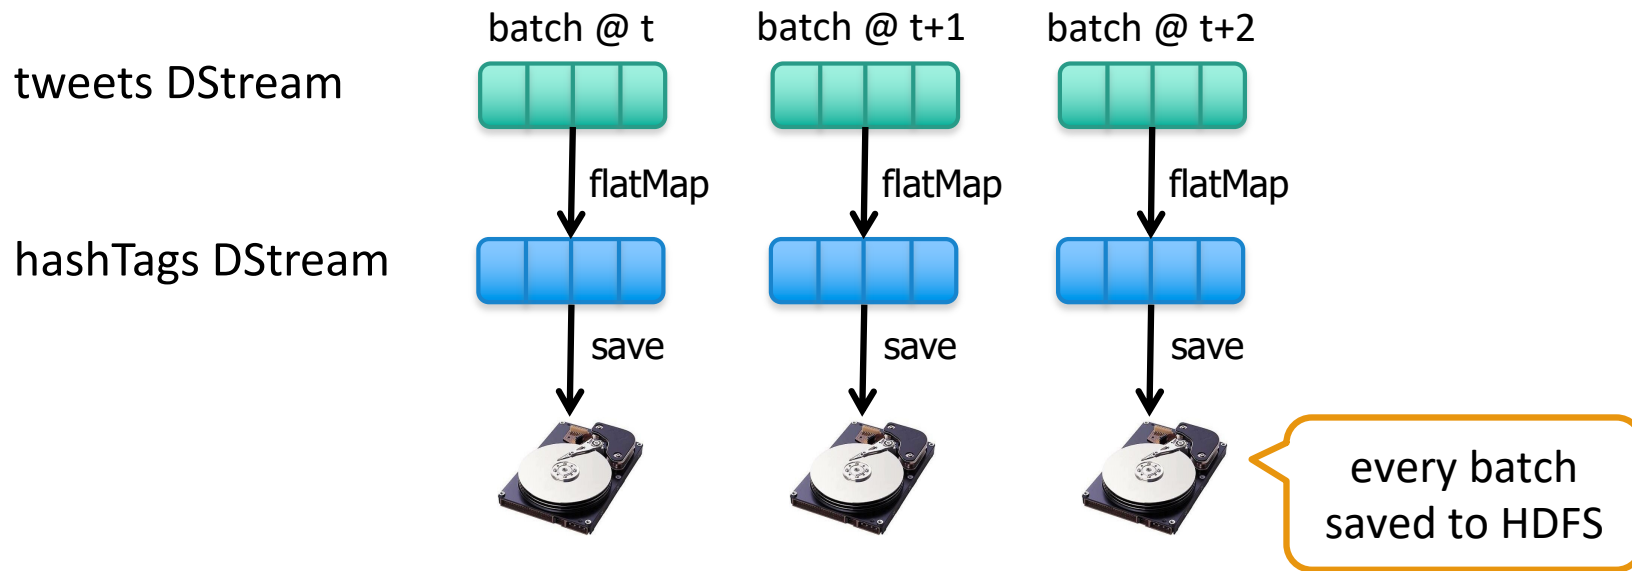 batch @ t
batch @ t+1
batch @ t+2
tweets DStream
flatMap
flatMap
flatMap
hashTags DStream
save
save
save
every batch
saved to HDFS